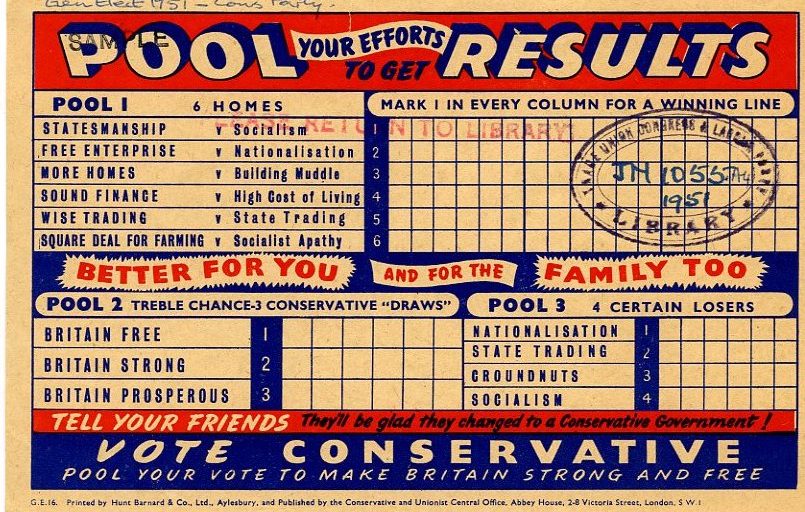 Gen Elect 1951 - Cons Party.
SAMPLE
POOL YOUR EFFORTS TO GET RESULTS
POOL 1 6 HOMES
MARK 1 IN EVERY COLUMN FOR A WINNING LINE
PLEASE RETURN TO LIBRARY
STATESMANSHIP v Socialism 1
FREE ENTERPRISE v Nationalisation 2
MORE HOMES v Building Muddle 3
SOUND FINANCE v High Cost of Living 4
WISE TRADING v State Trading 5
SQUARE DEAL FOR FARMING v Socialist Apathy 6
TRADE UNION CONGRESS & LABOUR PARTY
JN 1055
1951
LIBRARY
BETTER FOR YOU AND FOR THE FAMILY TOO
POOL 2 TREBLE CHANCE-3 CONSERVATIVE "DRAWS"
BRITAIN FREE 1
BRITAIN STRONG 2
BRITAIN PROSPEROUS 3
POOL 3 4 CERTAIN LOSERS
NATIONALISATION 1
STATE TRADING 2
GROUNDNUTS 3
SOCIALISM 4
TELL YOUR FRIENDS They'll be glad they changed to a Conservative Government!
VOTE CONSERVATIVE
POOL YOUR VOTE TO MAKE BRITAIN STRONG AND FREE
G.E.16. Printed by Hunt Barnard & Co., Ltd., Aylesbury, and Published by the Conservative and Unionist Central Office, Abbey House, 2-8 Victoria Street, London, S W.1